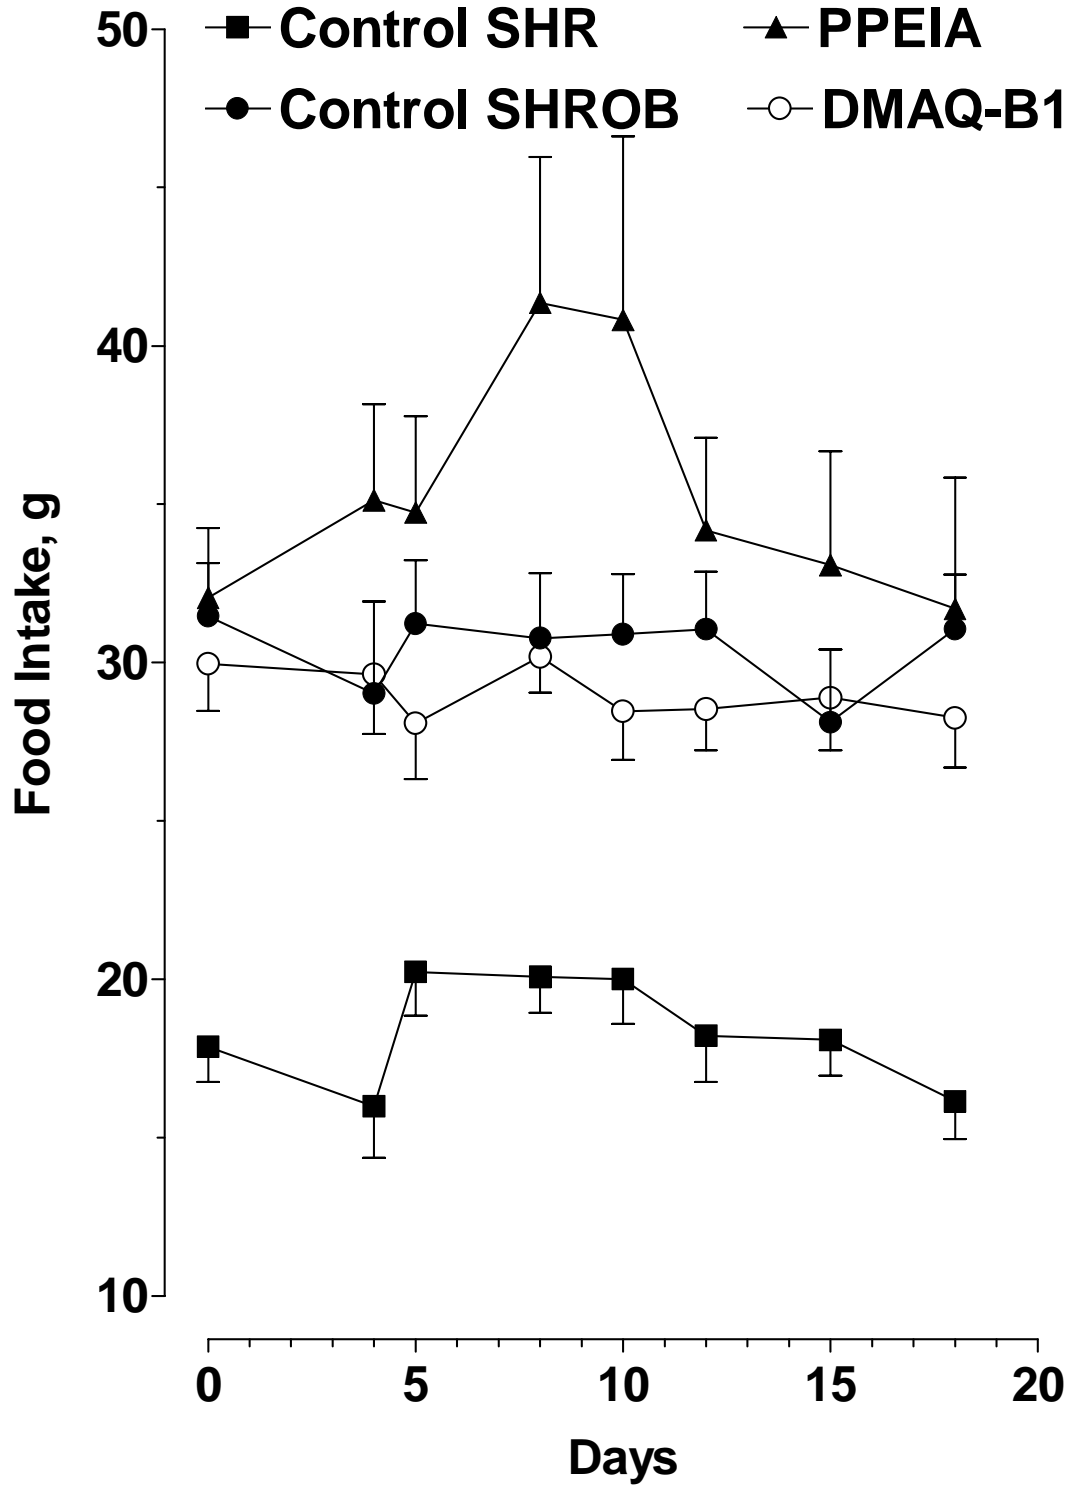 Control SHR PPEIA
Control SHROB DMAQ-B1
50
40
30
20
10
Food Intake, g
0 5 10 15 20
Days